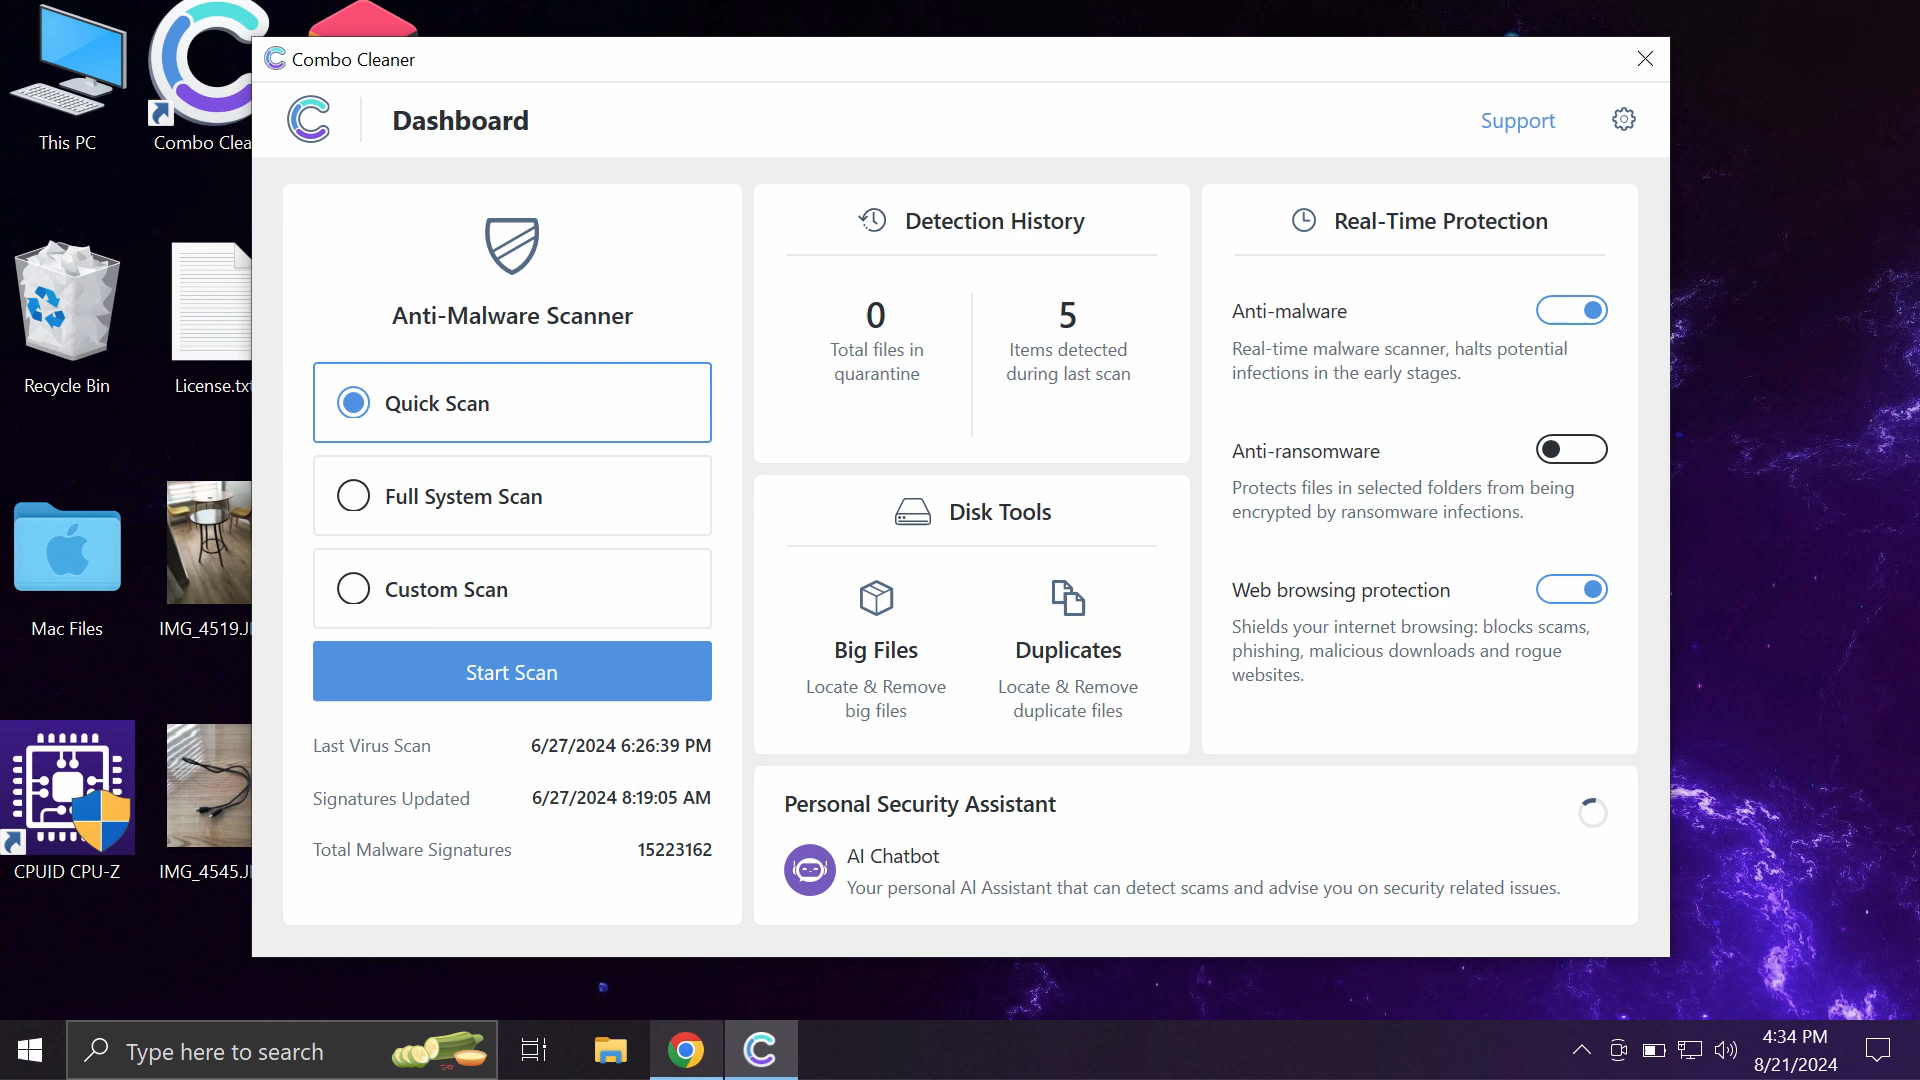 This PC
Combo Clea
Recycle Bin
License.txt
Mac Files
IMG_4519.JI
CPUID CPU-Z
IMG_4545.JI
Combo Cleaner
Dashboard
Support
Anti-Malware Scanner
Quick Scan
Full System Scan
Custom Scan
Start Scan
Last Virus Scan 6/27/2024 6:26:39 PM
Signatures Updated 6/27/2024 8:19:05 AM
Total Malware Signatures 15223162
Detection History
0
Total files in
quarantine
5
Items detected
during last scan
Disk Tools
Big Files
Locate & Remove
big files
Duplicates
Locate & Remove
duplicate files
Real-Time Protection
Anti-malware
Real-time malware scanner, halts potential
infections in the early stages.
Anti-ransomware
Protects files in selected folders from being
encrypted by ransomware infections.
Web browsing protection
Shields your internet browsing: blocks scams,
phishing, malicious downloads and rogue
websites.
Personal Security Assistant
AI Chatbot
Your personal AI Assistant that can detect scams and advise you on security related issues.
Type here to search
4:34 PM
8/21/2024